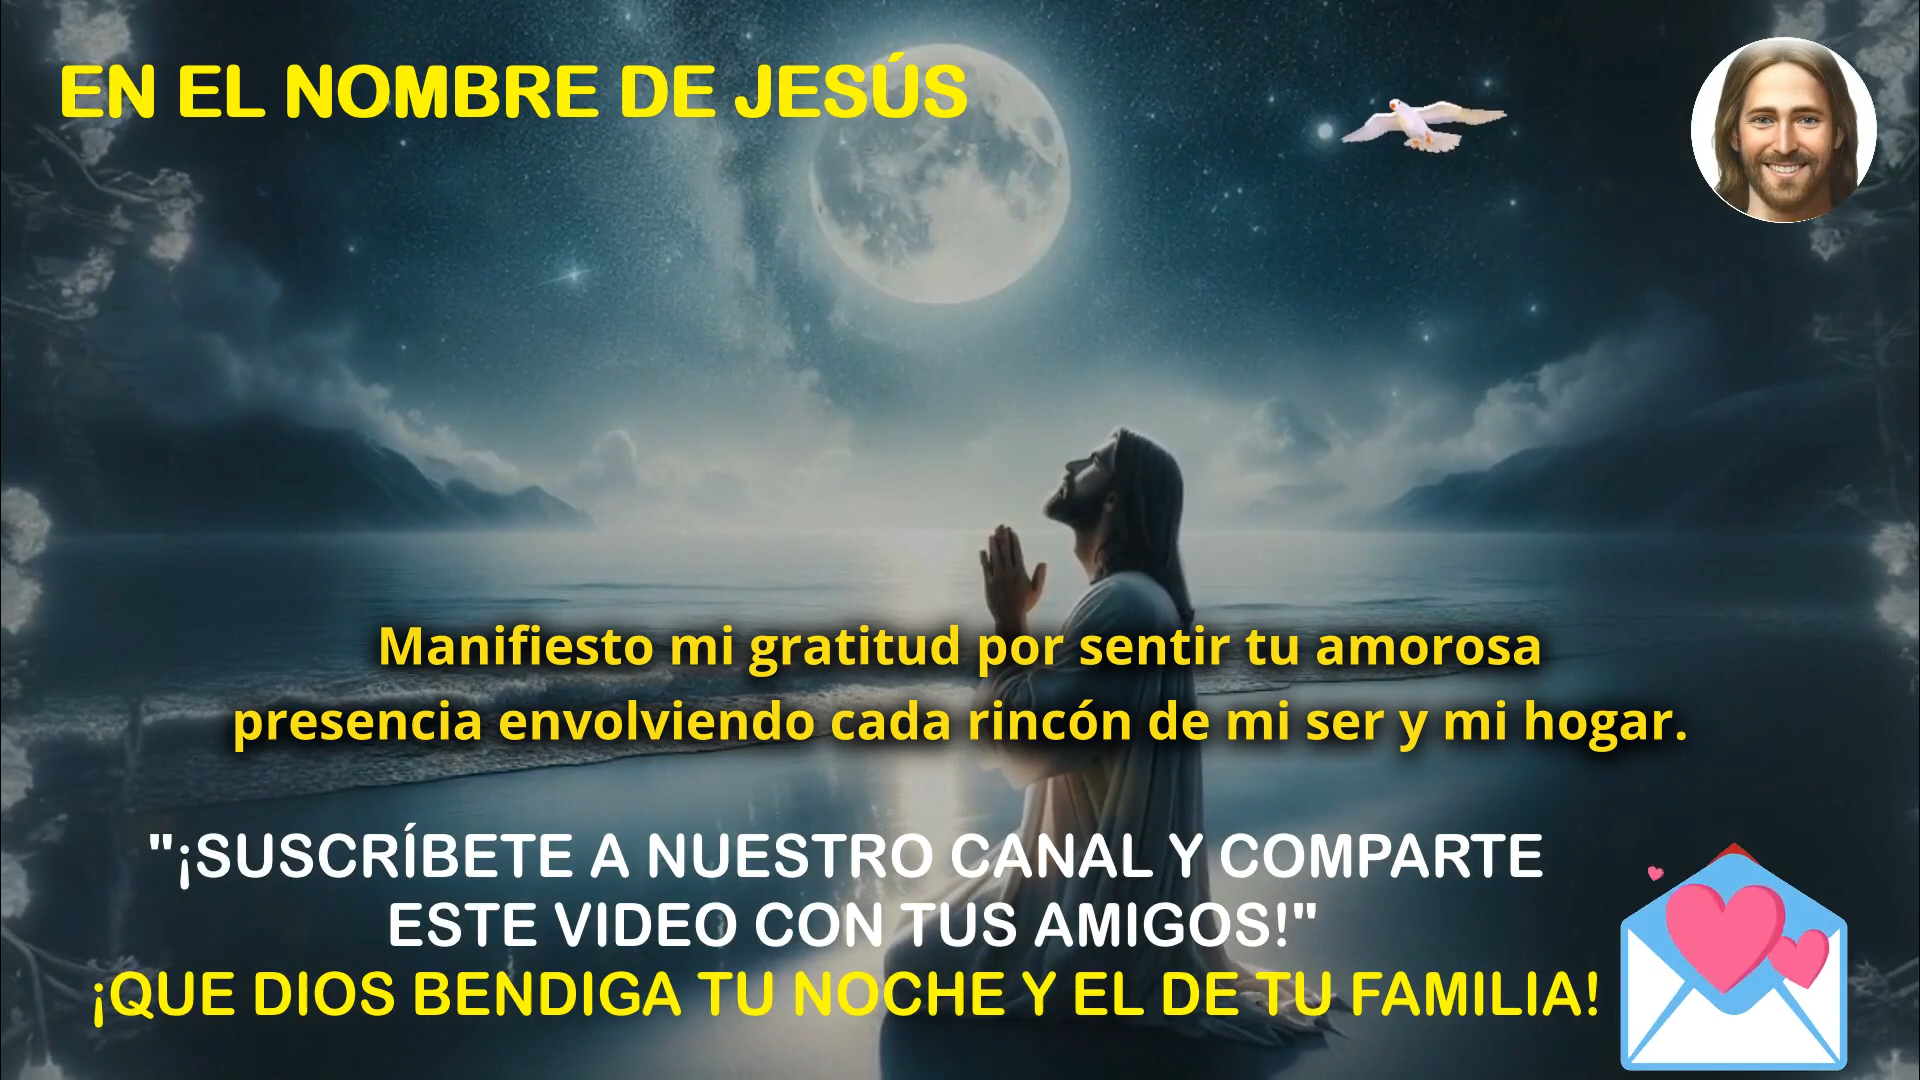 EN EL NOMBRE DE JESÚS
Manifiesto mi gratitud por sentir tu amorosa
presencia envolviendo cada rincón de mi ser y mi hogar.
"¡SUSCRÍBETE A NUESTRO CANAL Y COMPARTE
ESTE VIDEO CON TUS AMIGOS!"
¡QUE DIOS BENDIGA TU NOCHE Y EL DE TU FAMILIA!